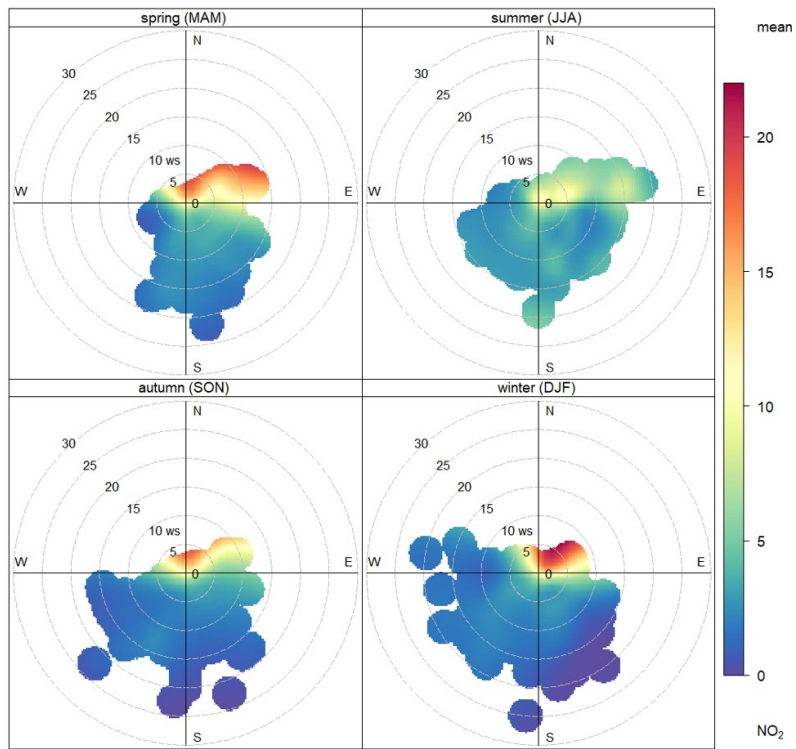 spring (MAM)
summer (JJA)
mean
N
30
25
20
15
10 ws
5
0
W
E
S
N
30
25
20
15
10 ws
5
0
W
E
S
autumn (SON)
winter (DJF)
N
30
25
20
15
10 ws
5
0
W
E
S
N
30
25
20
15
10 ws
5
0
W
E
S
20
15
10
5
0
NO₂